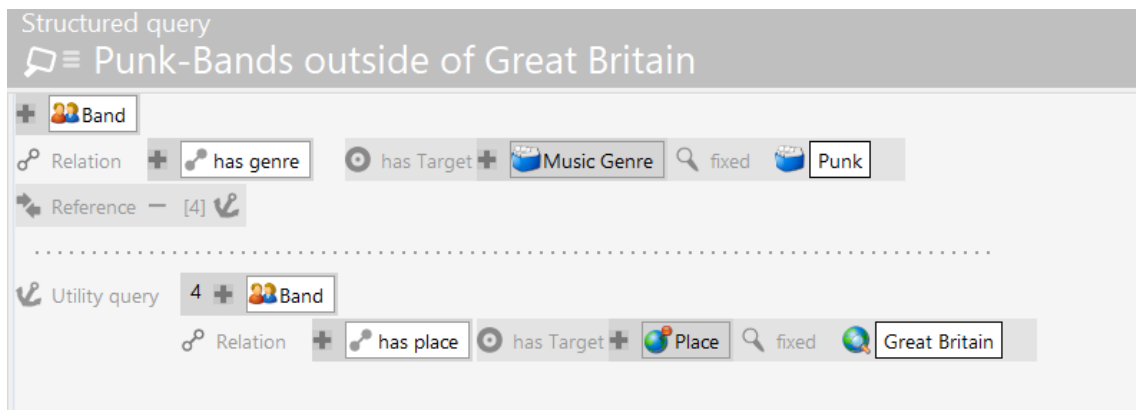 Structured query
Punk-Bands outside of Great Britain
Band
Relation has genre has Target Music Genre fixed Punk
Reference [4]
Utility query 4 Band
Relation has place has Target Place fixed Great Britain